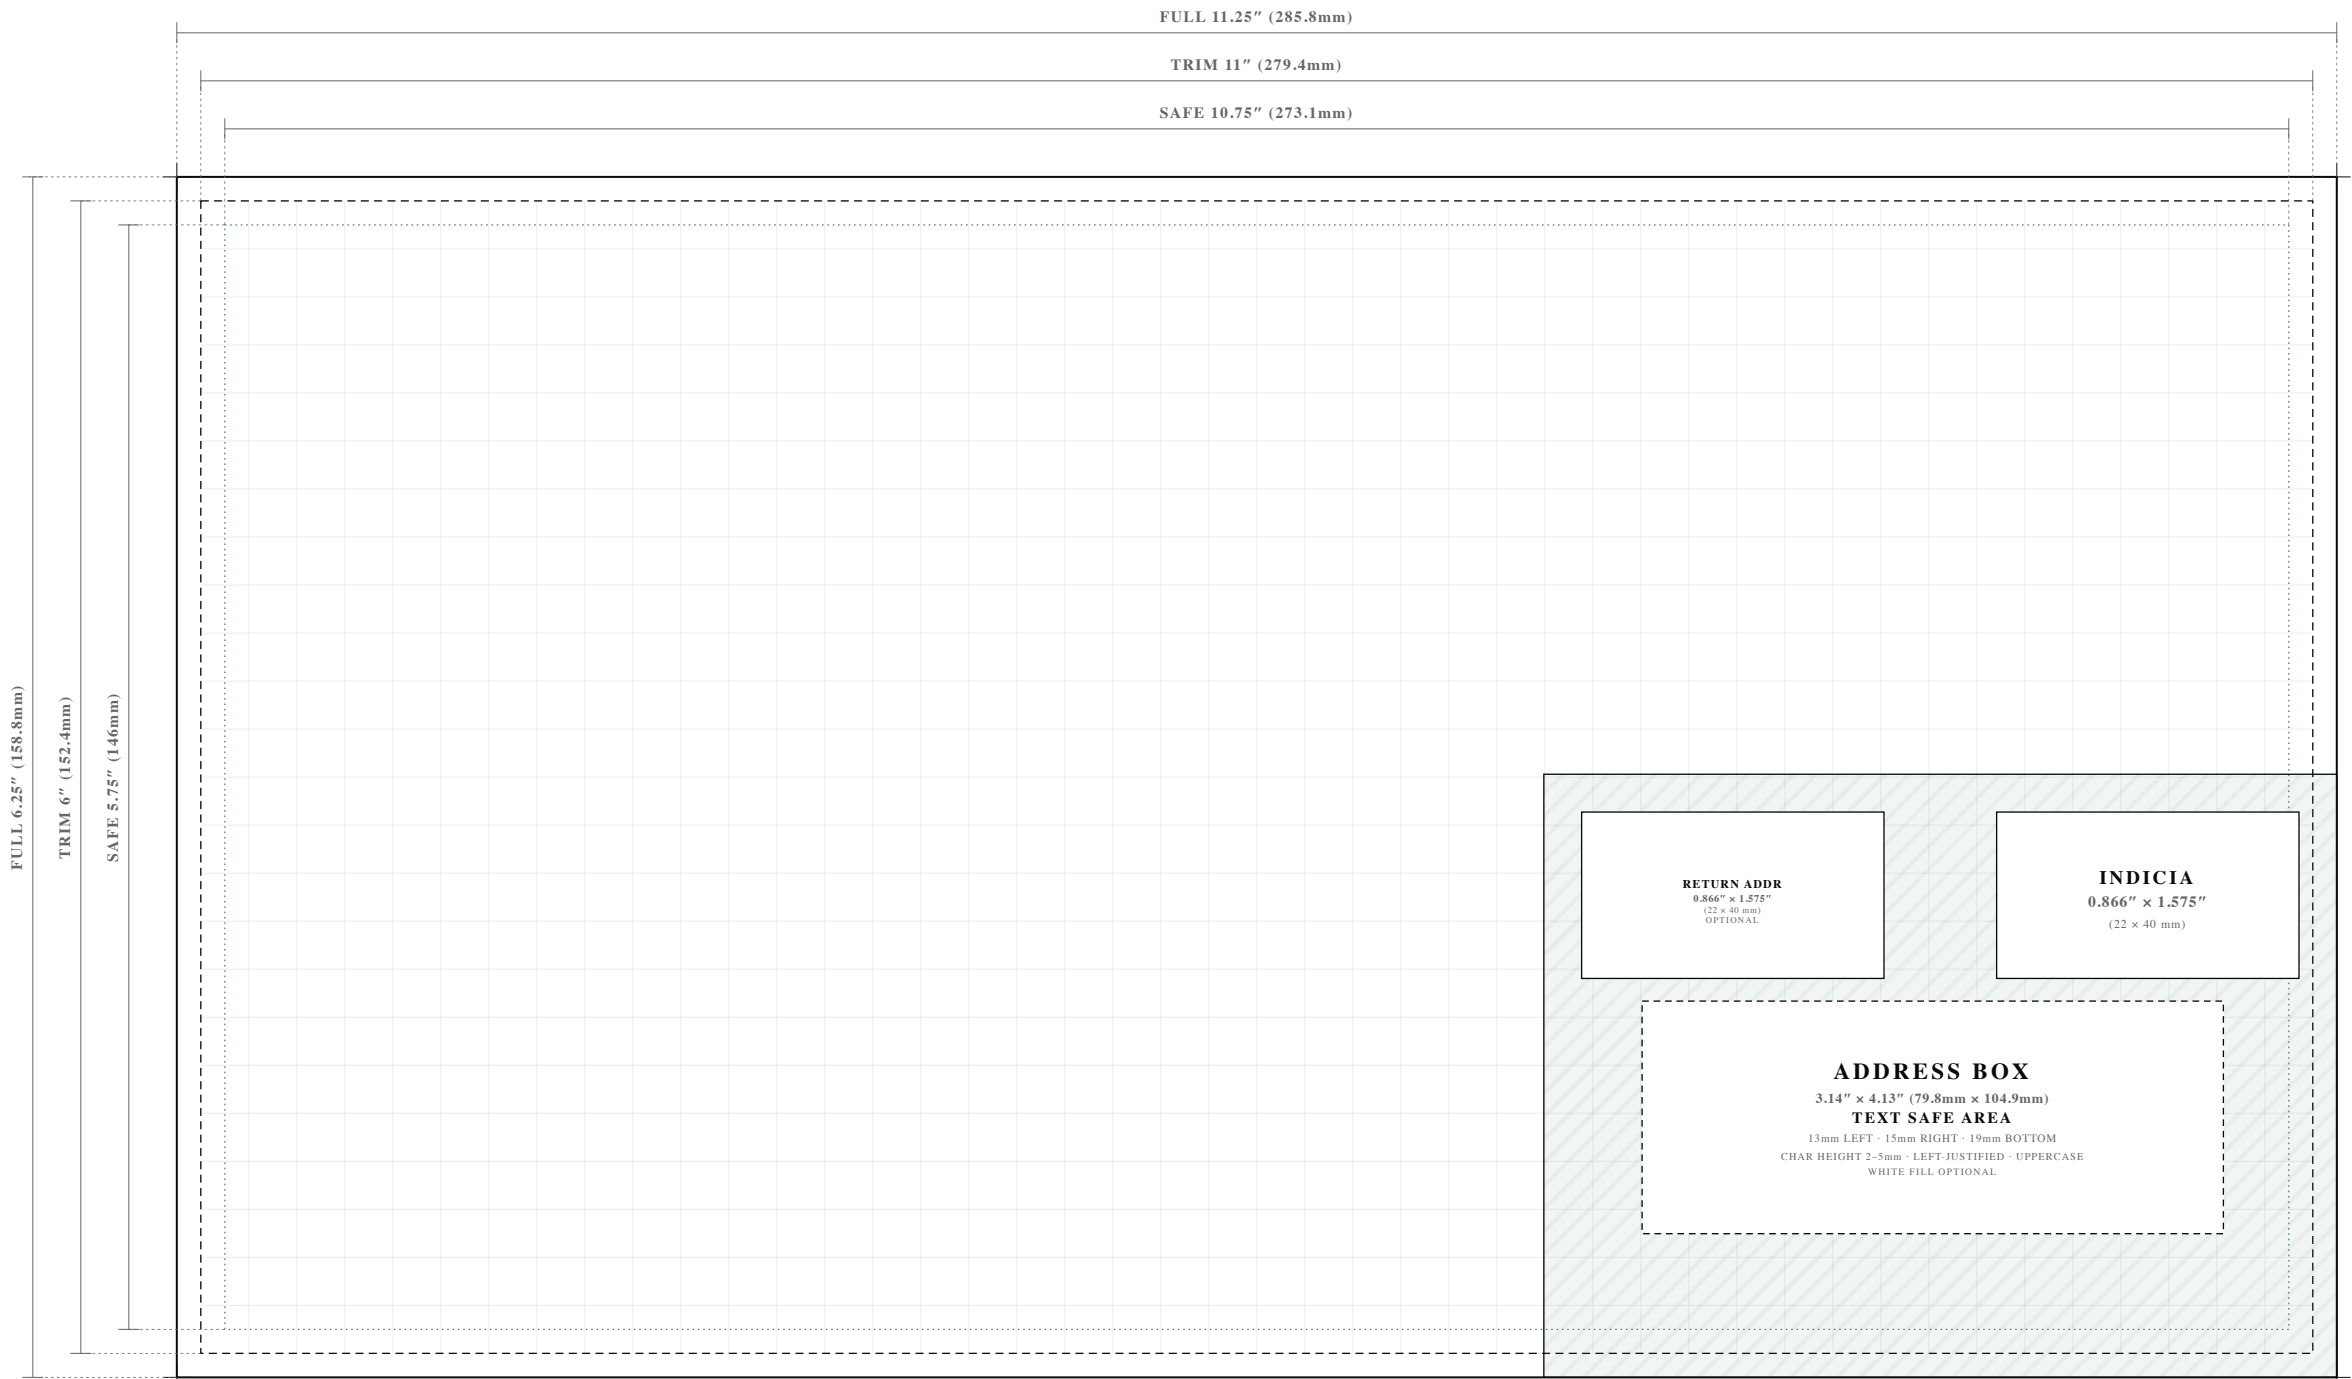 FULL 11.25″ (285.8mm)
TRIM 11″ (279.4mm)
SAFE 10.75″ (273.1mm)
FULL 6.25″ (158.8mm)
TRIM 6″ (152.4mm)
SAFE 5.75″ (146mm)
RETURN ADDR
0.866″ × 1.575″
(22 × 40 mm)
OPTIONAL
INDICIA
0.866″ × 1.575″
(22 × 40 mm)
ADDRESS BOX
3.14″ × 4.13″ (79.8mm × 104.9mm)
TEXT SAFE AREA
13mm LEFT · 15mm RIGHT · 19mm BOTTOM
CHAR HEIGHT 2–5mm · LEFT-JUSTIFIED · UPPERCASE
WHITE FILL OPTIONAL